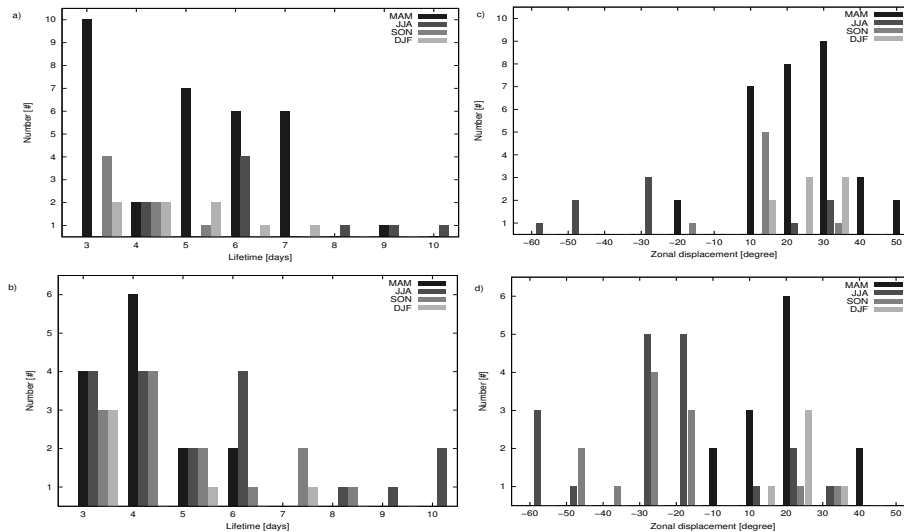 a)
Number [#]
10
9
8
7
6
5
4
3
2
1
MAM
JJA
SON
DJF
3 4 5 6 7 8 9 10
Lifetime [days]
c)
Number [#]
10
9
8
7
6
5
4
3
2
1
MAM
JJA
SON
DJF
−60 −50 −40 −30 −20 −10 10 20 30 40 50
Zonal displacement [degree]
b)
Number [#]
6
5
4
3
2
1
MAM
JJA
SON
DJF
3 4 5 6 7 8 9 10
Lifetime [days]
d)
Number [#]
6
5
4
3
2
1
MAM
JJA
SON
DJF
−60 −50 −40 −30 −20 −10 10 20 30 40 50
Zonal displacement [degree]